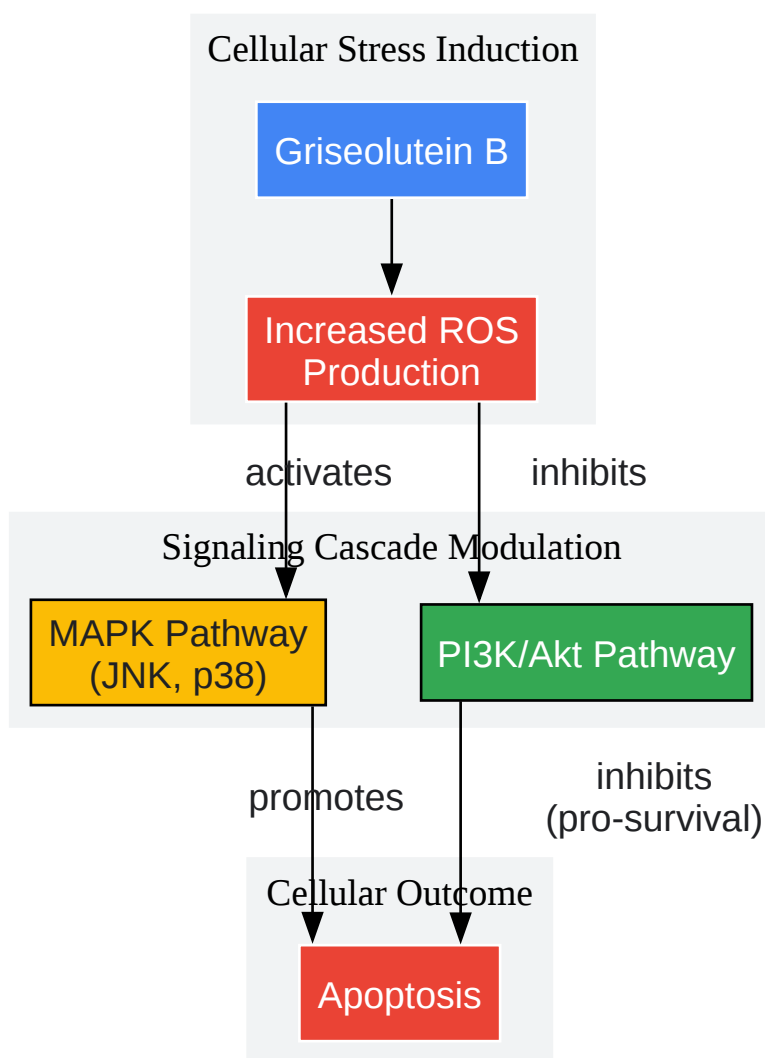 Cellular Stress Induction
Griseolutein B
Increased ROS
Production
activates
inhibits
Signaling Cascade Modulation
MAPK Pathway
(JNK, p38)
PI3K/Akt Pathway
promotes
inhibits
(pro-survival)
Cellular Outcome
Apoptosis